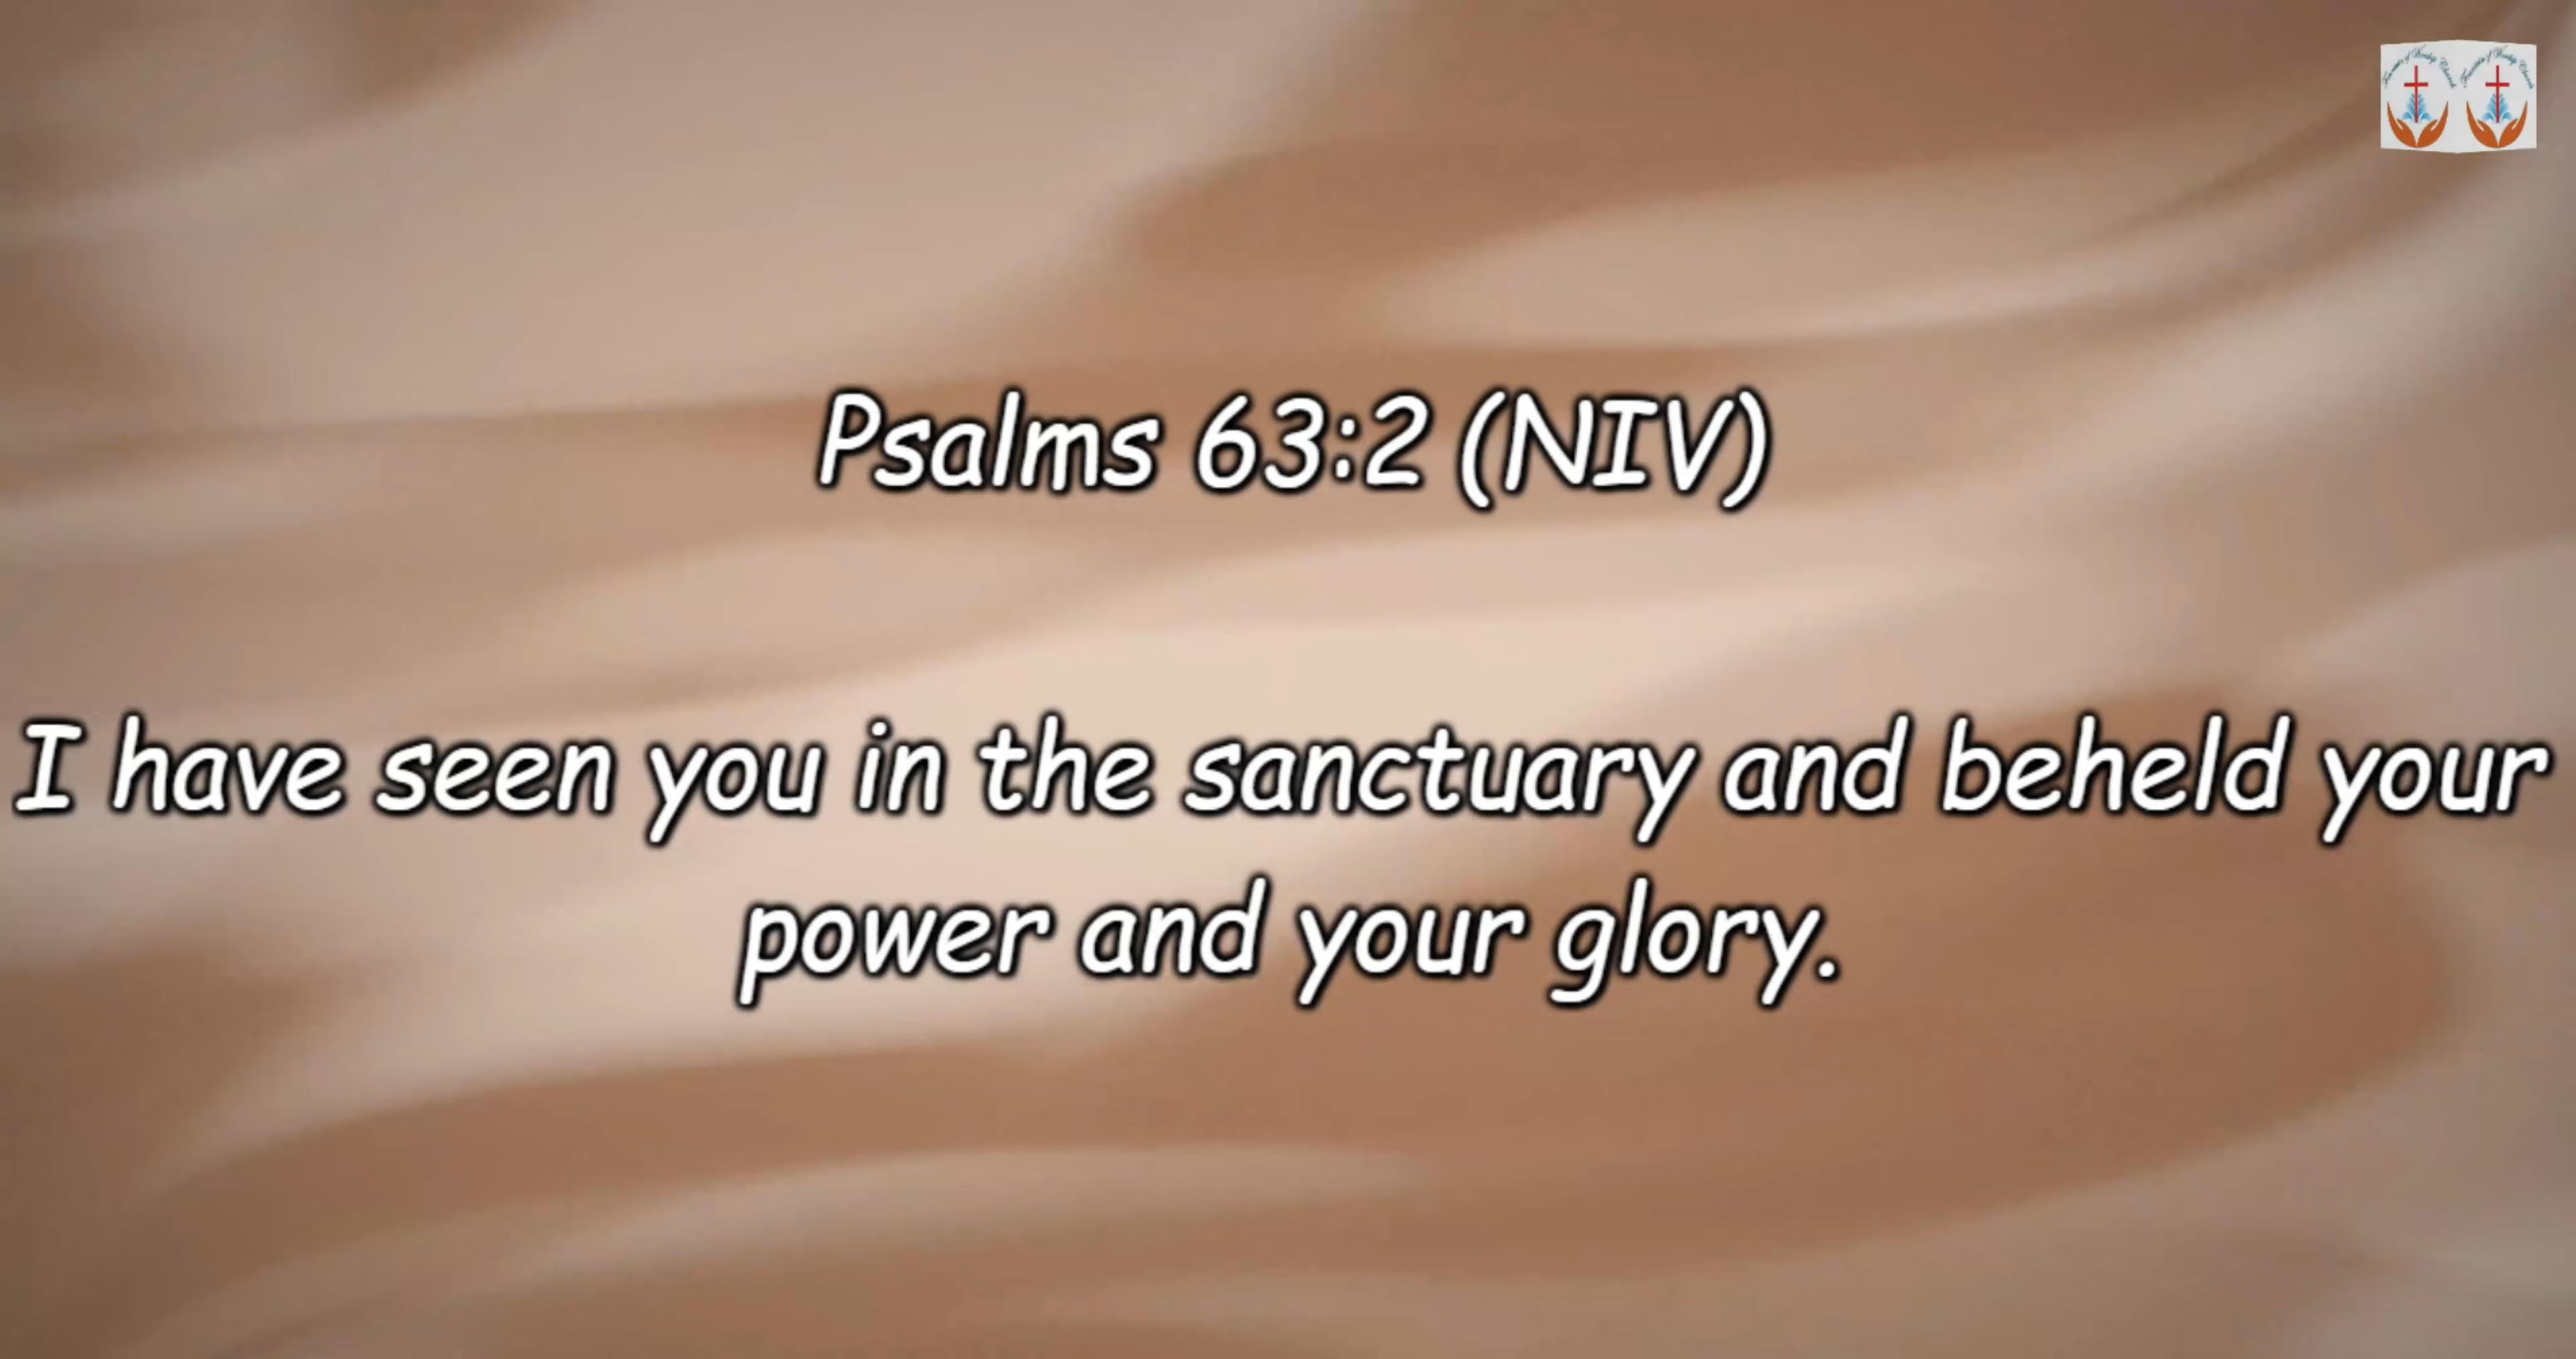 Psalms 63:2 (NIV)
I have seen you in the sanctuary and beheld your
power and your glory.